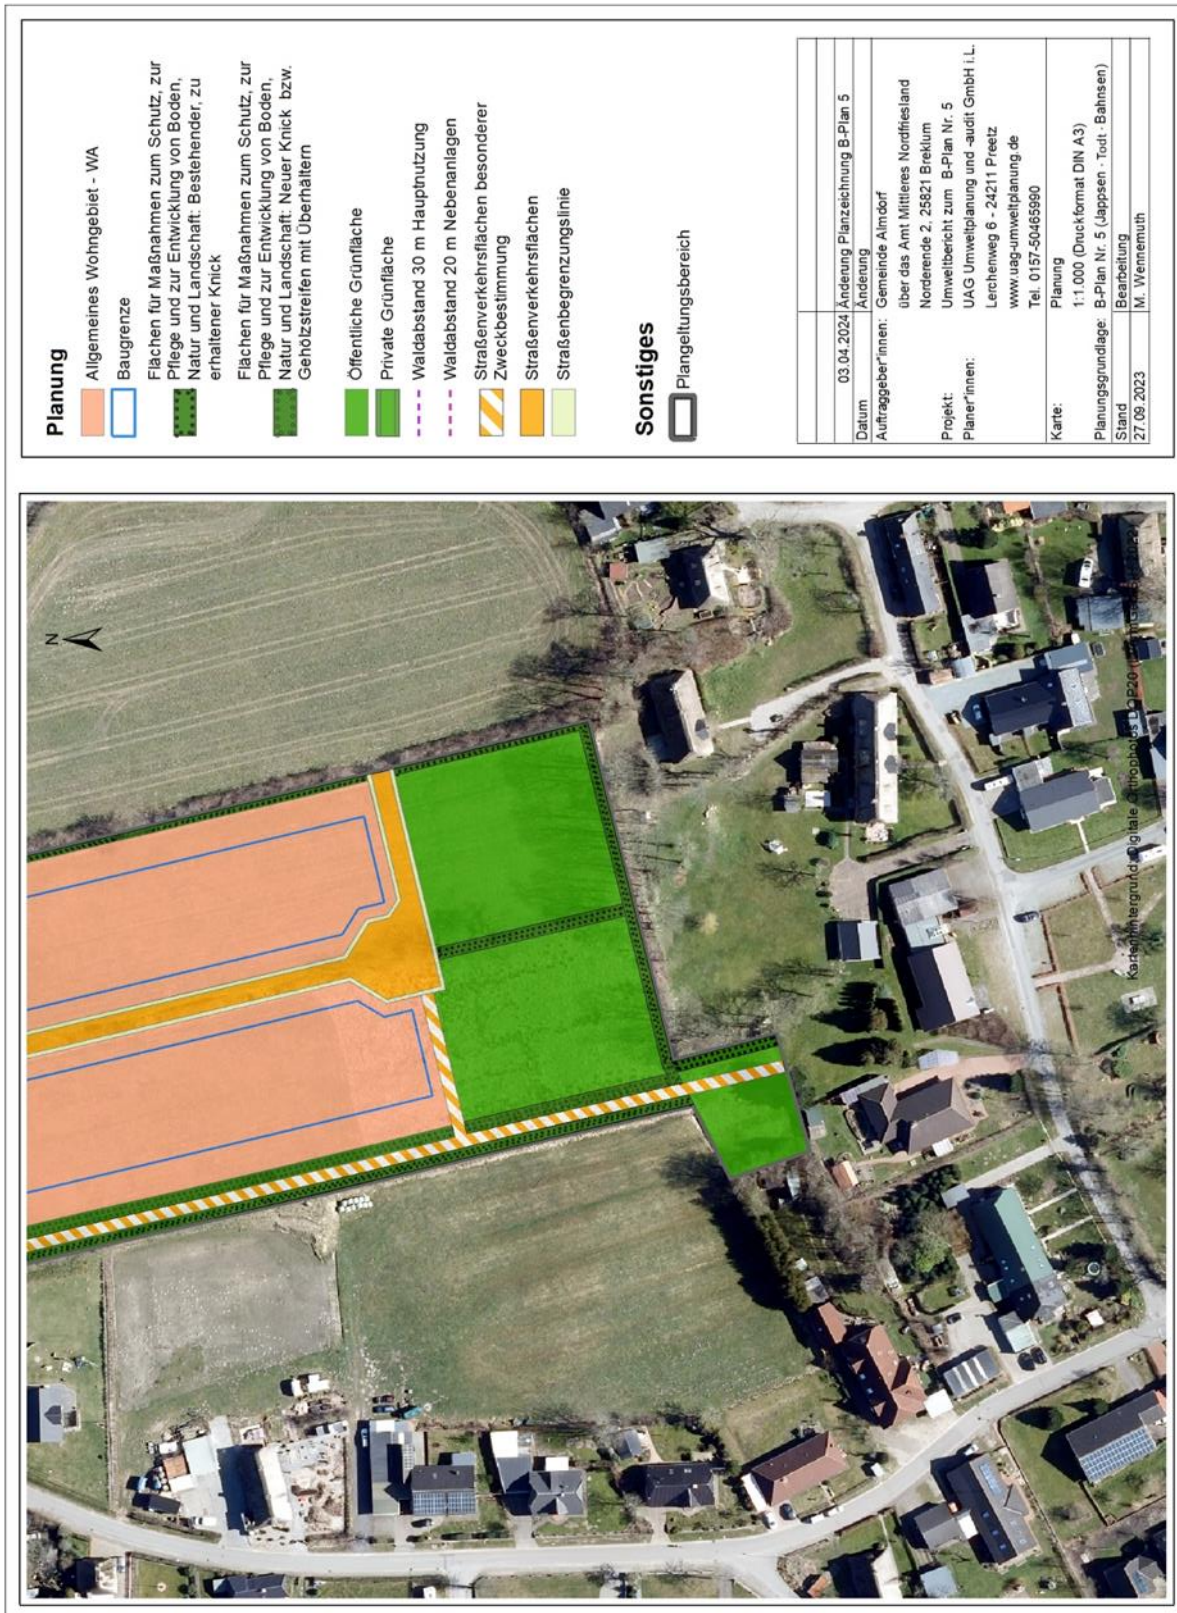 Planung
Allgemeines Wohngebiet - WA
Baugrenze
Flächen für Maßnahmen zum Schutz, zur
Pflege und zur Entwicklung von Boden,
Natur und Landschaft: Bestehender, zu
erhaltener Knick
Flächen für Maßnahmen zum Schutz, zur
Pflege und zur Entwicklung von Boden,
Natur und Landschaft: Neuer Knick bzw.
Gehölzstreifen mit Überhältern
Öffentliche Grünfläche
Private Grünfläche
Waldabstand 30 m Hauptnutzung
Waldabstand 20 m Nebenanlagen
Straßenverkehrsflächen besonderer
Zweckbestimmung
Straßenverkehrsflächen
Straßenbegrenzungslinie
Sonstiges
Plangeltungsbereich
03.04.2024 Änderung Planzeichnung B-Plan 5
Datum Änderung
Auftraggeber*innen: Gemeinde Almdorf
über das Amt Mittleres Nordfriesland
Norderende 2, 25821 Breklum
Projekt: Umweltbericht zum B-Plan Nr. 5
Planer*innen: UAG Umweltplanung und -audit GmbH i.L.
Lerchenweg 6 - 24211 Preetz
www.uag-umweltplanung.de
Tel. 0157-50465990
Karte: Planung
1:1.000 (Druckformat DIN A3)
Planungsgrundlage: B-Plan Nr. 5 (Jappsen - Todt - Bahnsen)
Stand Bearbeitung
27.09.2023 M. Wennemuth
N
Kartenhintergrund: Digitale Orthophotos DOP20